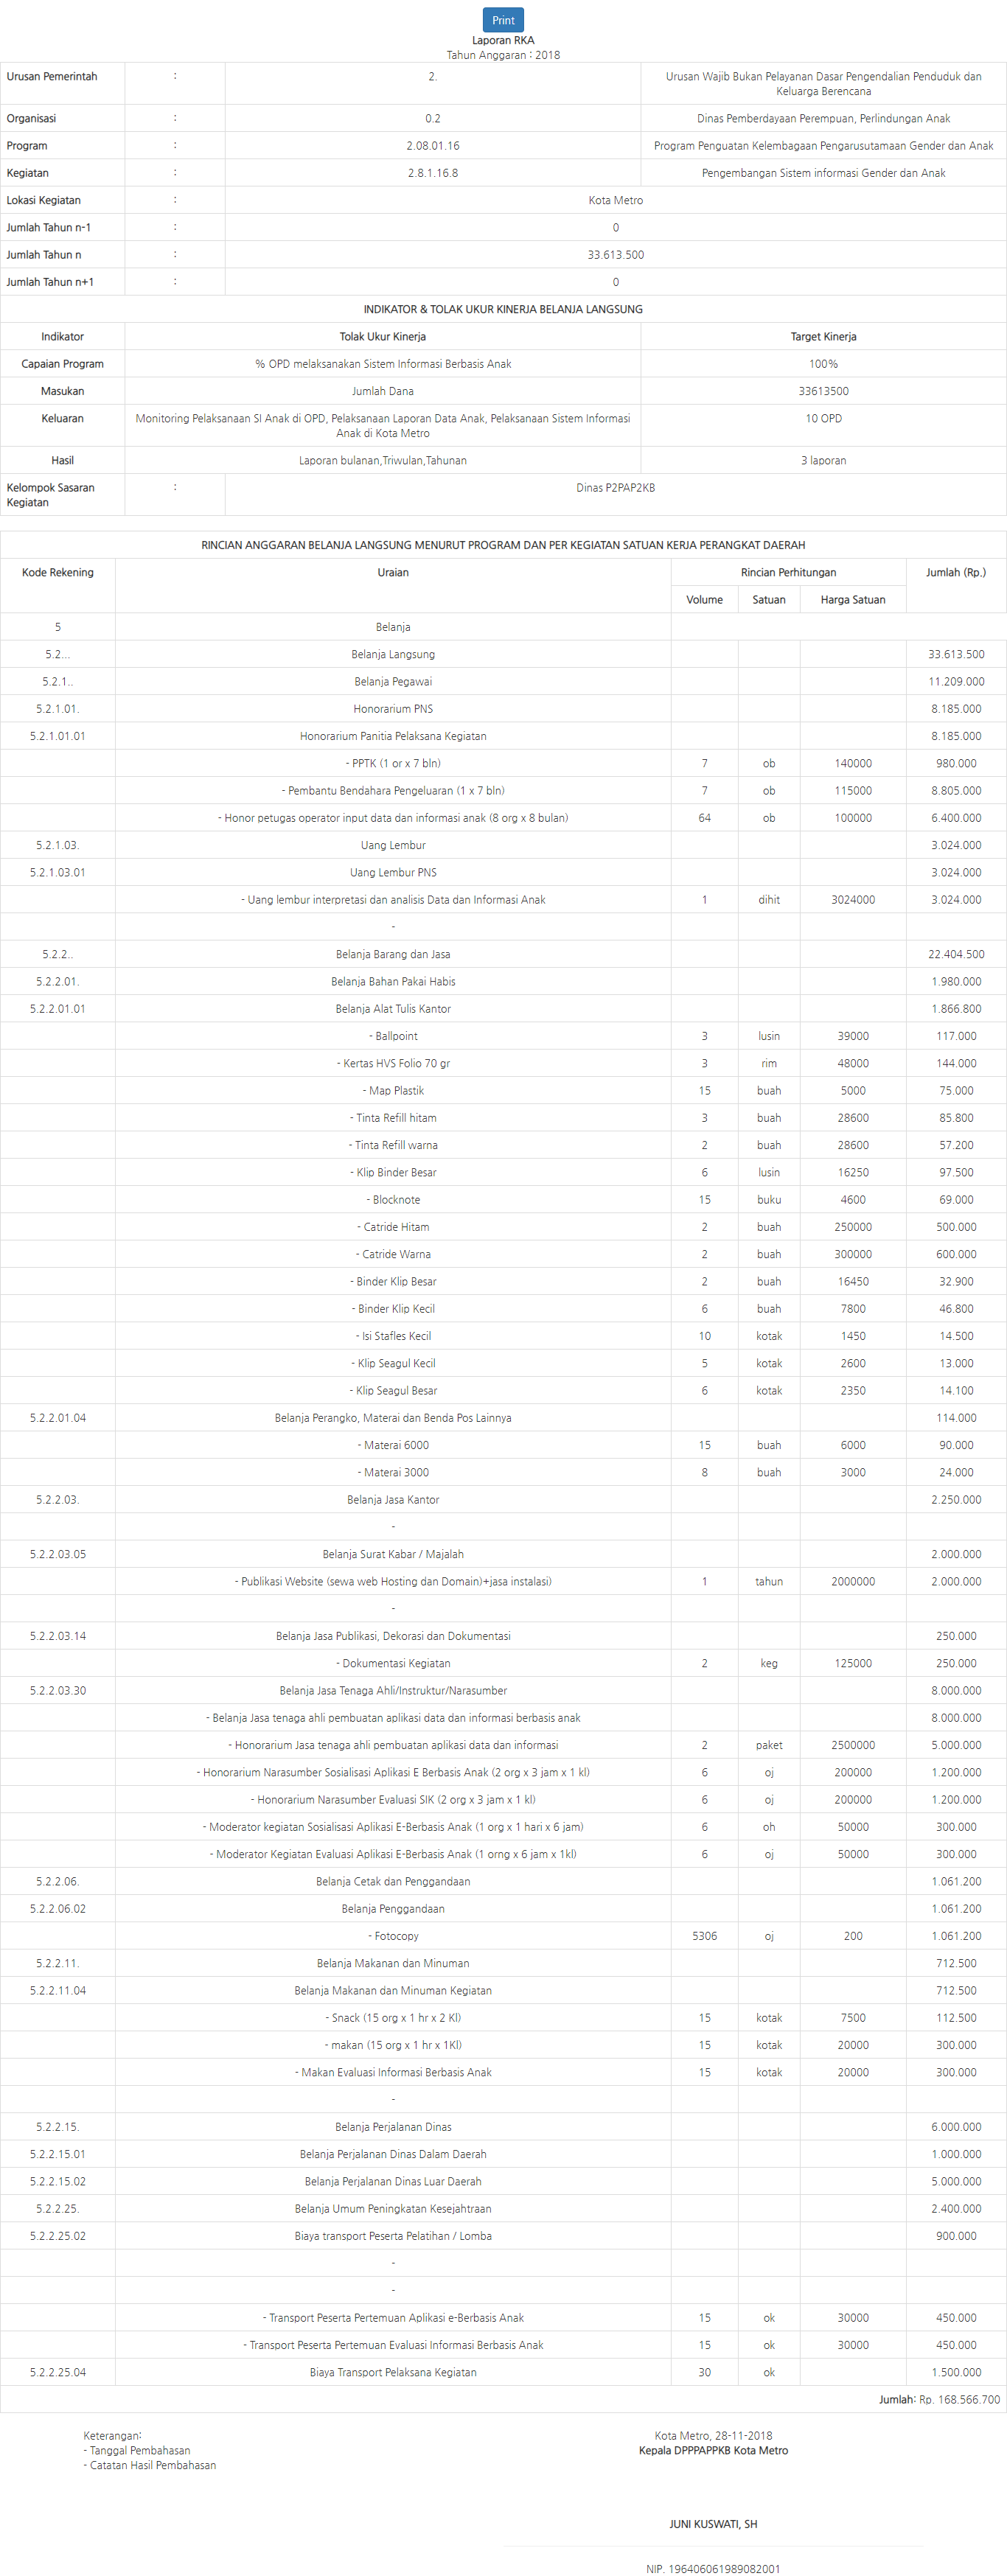 Print
Laporan RKA
Tahun Anggaran : 2018
Urusan Pemerintah : 2. Urusan Wajib Bukan Pelayanan Dasar Pengendalian Penduduk dan
Keluarga Berencana
Organisasi : 0.2 Dinas Pemberdayaan Perempuan, Perlindungan Anak
Program : 2.08.01.16 Program Penguatan Kelembagaan Pengarusutamaan Gender dan Anak
Kegiatan : 2.8.1.16.8 Pengembangan Sistem informasi Gender dan Anak
Lokasi Kegiatan : Kota Metro
Jumlah Tahun n-1 : 0
Jumlah Tahun n : 33.613.500
Jumlah Tahun n+1 : 0
INDIKATOR & TOLAK UKUR KINERJA BELANJA LANGSUNG
Indikator Tolak Ukur Kinerja Target Kinerja
Capaian Program % OPD melaksanakan Sistem Informasi Berbasis Anak 100%
Masukan Jumlah Dana 33613500
Keluaran Monitoring Pelaksanaan SI Anak di OPD, Pelaksanaan Laporan Data Anak, Pelaksanaan Sistem Informasi 10 OPD
Anak di Kota Metro
Hasil Laporan bulanan,Triwulan,Tahunan 3 laporan
Kelompok Sasaran : Dinas P2PAP2KB
Kegiatan
RINCIAN ANGGARAN BELANJA LANGSUNG MENURUT PROGRAM DAN PER KEGIATAN SATUAN KERJA PERANGKAT DAERAH
Kode Rekening Uraian Rincian Perhitungan Jumlah (Rp.)
Volume Satuan Harga Satuan
5 Belanja
5.2... Belanja Langsung 33.613.500
5.2.1.. Belanja Pegawai 11.209.000
5.2.1.01. Honorarium PNS 8.185.000
5.2.1.01.01 Honorarium Panitia Pelaksana Kegiatan 8.185.000
- PPTK (1 or x 7 bln) 7 ob 140000 980.000
- Pembantu Bendahara Pengeluaran (1 x 7 bln) 7 ob 115000 8.805.000
- Honor petugas operator input data dan informasi anak (8 org x 8 bulan) 64 ob 100000 6.400.000
5.2.1.03. Uang Lembur 3.024.000
5.2.1.03.01 Uang Lembur PNS 3.024.000
- Uang lembur interpretasi dan analisis Data dan Informasi Anak 1 dihit 3024000 3.024.000
-
5.2.2.. Belanja Barang dan Jasa 22.404.500
5.2.2.01. Belanja Bahan Pakai Habis 1.980.000
5.2.2.01.01 Belanja Alat Tulis Kantor 1.866.800
- Ballpoint 3 lusin 39000 117.000
- Kertas HVS Folio 70 gr 3 rim 48000 144.000
- Map Plastik 15 buah 5000 75.000
- Tinta Refill hitam 3 buah 28600 85.800
- Tinta Refill warna 2 buah 28600 57.200
- Klip Binder Besar 6 lusin 16250 97.500
- Blocknote 15 buku 4600 69.000
- Catride Hitam 2 buah 250000 500.000
- Catride Warna 2 buah 300000 600.000
- Binder Klip Besar 2 buah 16450 32.900
- Binder Klip Kecil 6 buah 7800 46.800
- Isi Stafles Kecil 10 kotak 1450 14.500
- Klip Seagul Kecil 5 kotak 2600 13.000
- Klip Seagul Besar 6 kotak 2350 14.100
5.2.2.01.04 Belanja Perangko, Materai dan Benda Pos Lainnya 114.000
- Materai 6000 15 buah 6000 90.000
- Materai 3000 8 buah 3000 24.000
5.2.2.03. Belanja Jasa Kantor 2.250.000
-
5.2.2.03.05 Belanja Surat Kabar / Majalah 2.000.000
- Publikasi Website (sewa web Hosting dan Domain)+jasa instalasi) 1 tahun 2000000 2.000.000
-
5.2.2.03.14 Belanja Jasa Publikasi, Dekorasi dan Dokumentasi 250.000
- Dokumentasi Kegiatan 2 keg 125000 250.000
5.2.2.03.30 Belanja Jasa Tenaga Ahli/Instruktur/Narasumber 8.000.000
- Belanja Jasa tenaga ahli pembuatan aplikasi data dan informasi berbasis anak 8.000.000
- Honorarium Jasa tenaga ahli pembuatan aplikasi data dan informasi 2 paket 2500000 5.000.000
- Honorarium Narasumber Sosialisasi Aplikasi E Berbasis Anak (2 org x 3 jam x 1 kl) 6 oj 200000 1.200.000
- Honorarium Narasumber Evaluasi SIK (2 org x 3 jam x 1 kl) 6 oj 200000 1.200.000
- Moderator kegiatan Sosialisasi Aplikasi E-Berbasis Anak (1 org x 1 hari x 6 jam) 6 oh 50000 300.000
- Moderator Kegiatan Evaluasi Aplikasi E-Berbasis Anak (1 orng x 6 jam x 1kl) 6 oj 50000 300.000
5.2.2.06. Belanja Cetak dan Penggandaan 1.061.200
5.2.2.06.02 Belanja Penggandaan 1.061.200
- Fotocopy 5306 oj 200 1.061.200
5.2.2.11. Belanja Makanan dan Minuman 712.500
5.2.2.11.04 Belanja Makanan dan Minuman Kegiatan 712.500
- Snack (15 org x 1 hr x 2 Kl) 15 kotak 7500 112.500
- makan (15 org x 1 hr x 1Kl) 15 kotak 20000 300.000
- Makan Evaluasi Informasi Berbasis Anak 15 kotak 20000 300.000
-
5.2.2.15. Belanja Perjalanan Dinas 6.000.000
5.2.2.15.01 Belanja Perjalanan Dinas Dalam Daerah 1.000.000
5.2.2.15.02 Belanja Perjalanan Dinas Luar Daerah 5.000.000
5.2.2.25. Belanja Umum Peningkatan Kesejahtraan 2.400.000
5.2.2.25.02 Biaya transport Peserta Pelatihan / Lomba 900.000
-
-
- Transport Peserta Pertemuan Aplikasi e-Berbasis Anak 15 ok 30000 450.000
- Transport Peserta Pertemuan Evaluasi Informasi Berbasis Anak 15 ok 30000 450.000
5.2.2.25.04 Biaya Transport Pelaksana Kegiatan 30 ok 1.500.000
Jumlah: Rp. 168.566.700
Keterangan: Kota Metro, 28-11-2018
- Tanggal Pembahasan Kepala DPPPAPPKB Kota Metro
- Catatan Hasil Pembahasan
JUNI KUSWATI, SH
NIP. 196406061989082001